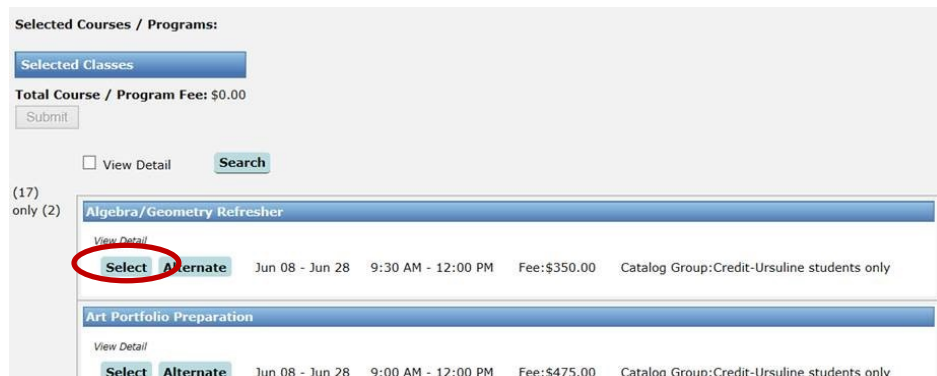 Selected Courses / Programs:
Selected Classes
Total Course / Program Fee: $0.00
Submit
View Detail Search
(17)
only (2)
Algebra/Geometry Refresher
View Detail
Select Alternate Jun 08 - Jun 28 9:30 AM - 12:00 PM Fee:$350.00 Catalog Group:Credit-Ursuline students only
Art Portfolio Preparation
View Detail
Select Alternate Jun 08 - Jun 28 9:00 AM - 12:00 PM Fee:$475.00 Catalog Group:Credit-Ursuline students only